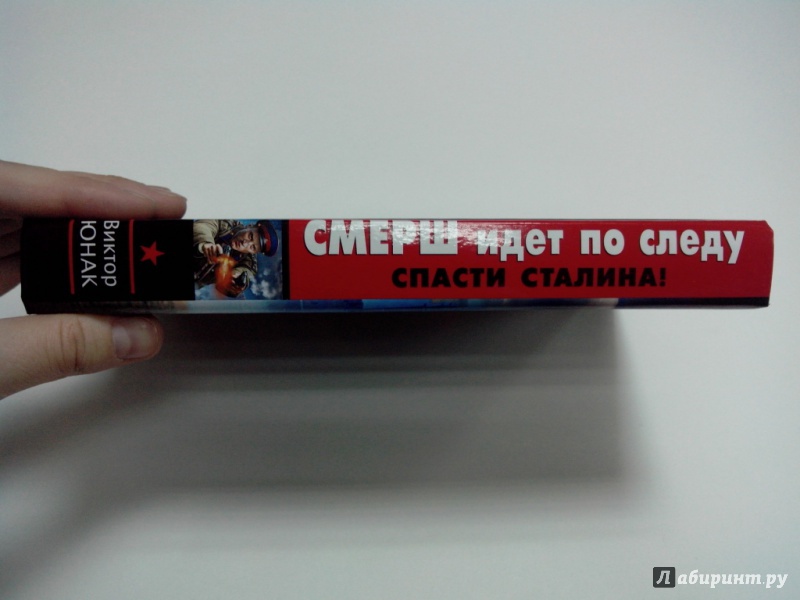 Виктор
ЮНАК
СМЕРШ идет по следу
СПАСТИ СТАЛИНА!
Лабиринт.ру